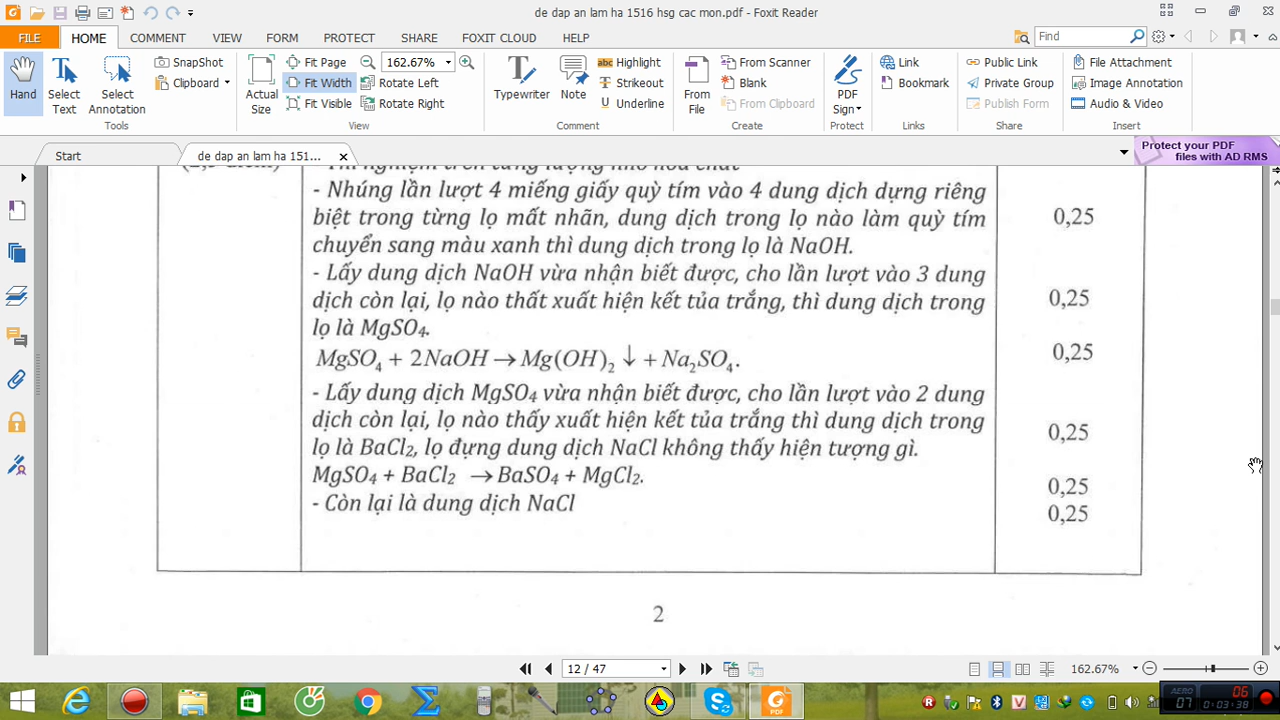 de dap an lam ha 1516 hsg cac mon.pdf - Foxit Reader
FILE HOME COMMENT VIEW FORM PROTECT SHARE FOXIT CLOUD HELP Find
Hand
Select Text
Select Annotation
SnapShot
Clipboard
Tools
Actual Size
Fit Page
Fit Width
Fit Visible
162.67%
Rotate Left
Rotate Right
View
Typewriter
Note
Highlight
Strikeout
Underline
Comment
From File
From Scanner
Blank
From Clipboard
Create
PDF Sign
Protect
Link
Bookmark
Links
Public Link
Private Group
Publish Form
Share
File Attachment
Image Annotation
Audio & Video
Insert
Start
de dap an lam ha 151...
Protect your PDF
files with AD RMS
- Nhúng lần lượt 4 miếng giấy quỳ tím vào 4 dung dịch dựng riêng
biệt trong từng lọ mất nhãn, dung dịch trong lọ nào làm quỳ tím 0,25
chuyển sang màu xanh thì dung dịch trong lọ là NaOH.
- Lấy dung dịch NaOH vừa nhận biết được, cho lần lượt vào 3 dung
dịch còn lại, lọ nào thất xuất hiện kết tủa trắng, thì dung dịch trong 0,25
lọ là MgSO₄.
MgSO₄ + 2NaOH → Mg(OH)₂ ↓ + Na₂SO₄. 0,25
- Lấy dung dịch MgSO₄ vừa nhận biết được, cho lần lượt vào 2 dung
dịch còn lại, lọ nào thấy xuất hiện kết tủa trắng thì dung dịch trong 0,25
lọ là BaCl₂, lọ đựng dung dịch NaCl không thấy hiện tượng gì.
MgSO₄ + BaCl₂ → BaSO₄ + MgCl₂. 0,25
- Còn lại là dung dịch NaCl 0,25
2
12 / 47
162.67%
AERO 07 06 0:03:38